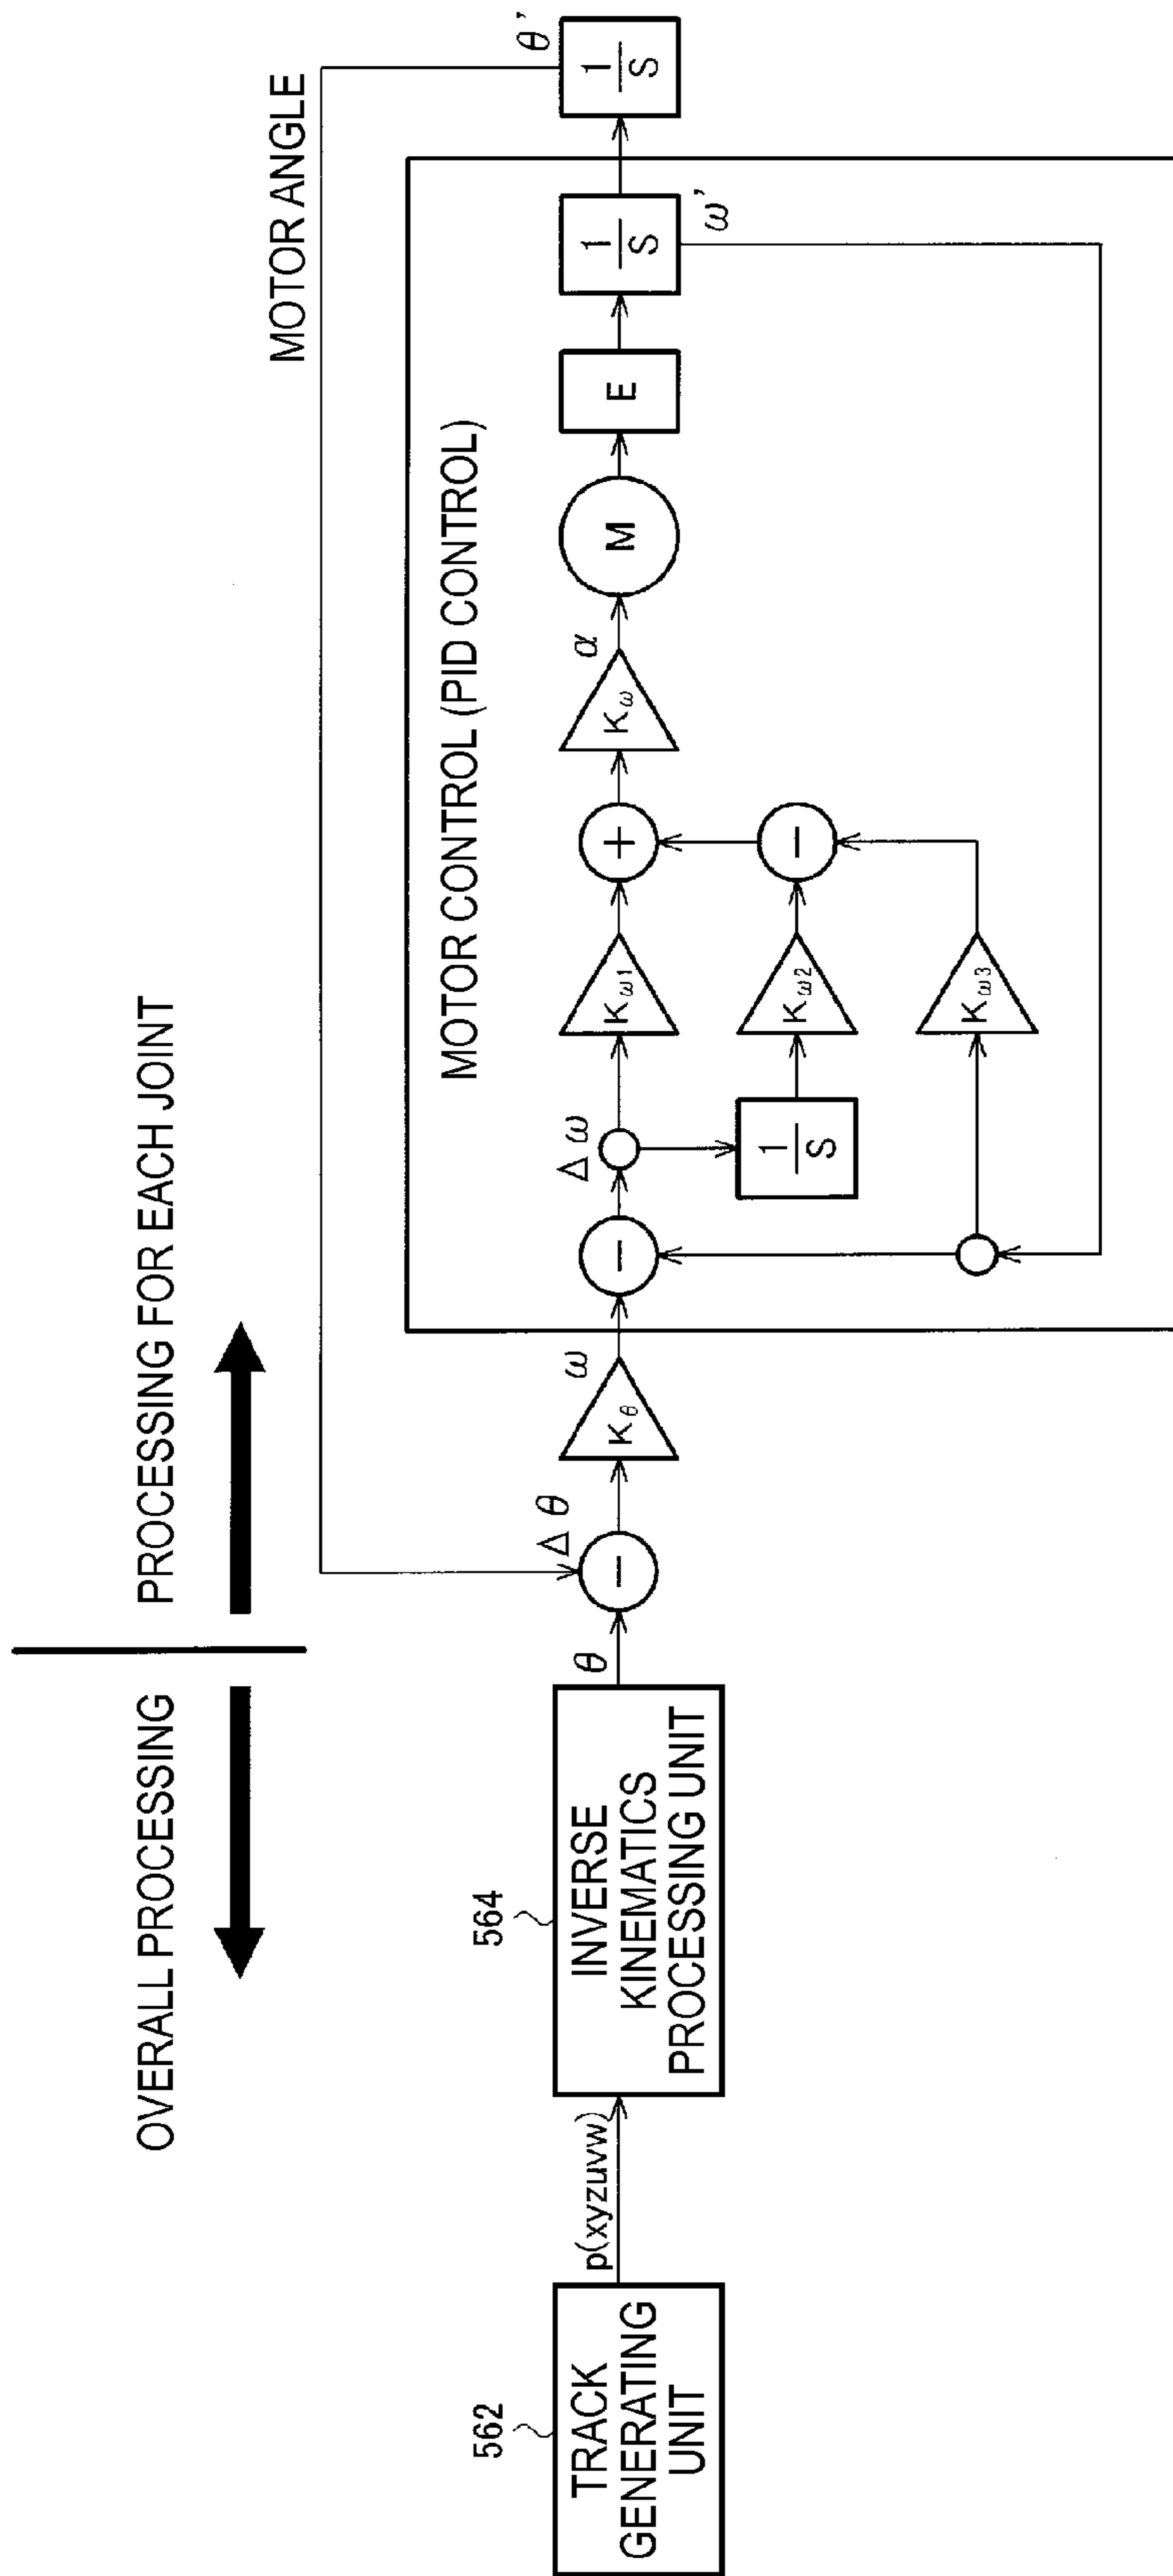 OVERALL PROCESSING
PROCESSING FOR EACH JOINT
MOTOR ANGLE
MOTOR CONTROL (PID CONTROL)
562
TRACK
GENERATING
UNIT
p(xyzuvw)
564
INVERSE
KINEMATICS
PROCESSING UNIT
θ
−
Δθ
Kθ
ω
−
Δω
Kω1
+
Kω
α
M
E
1/S
ω'
1/S
θ'
1/S
Kω2
−
Kω3